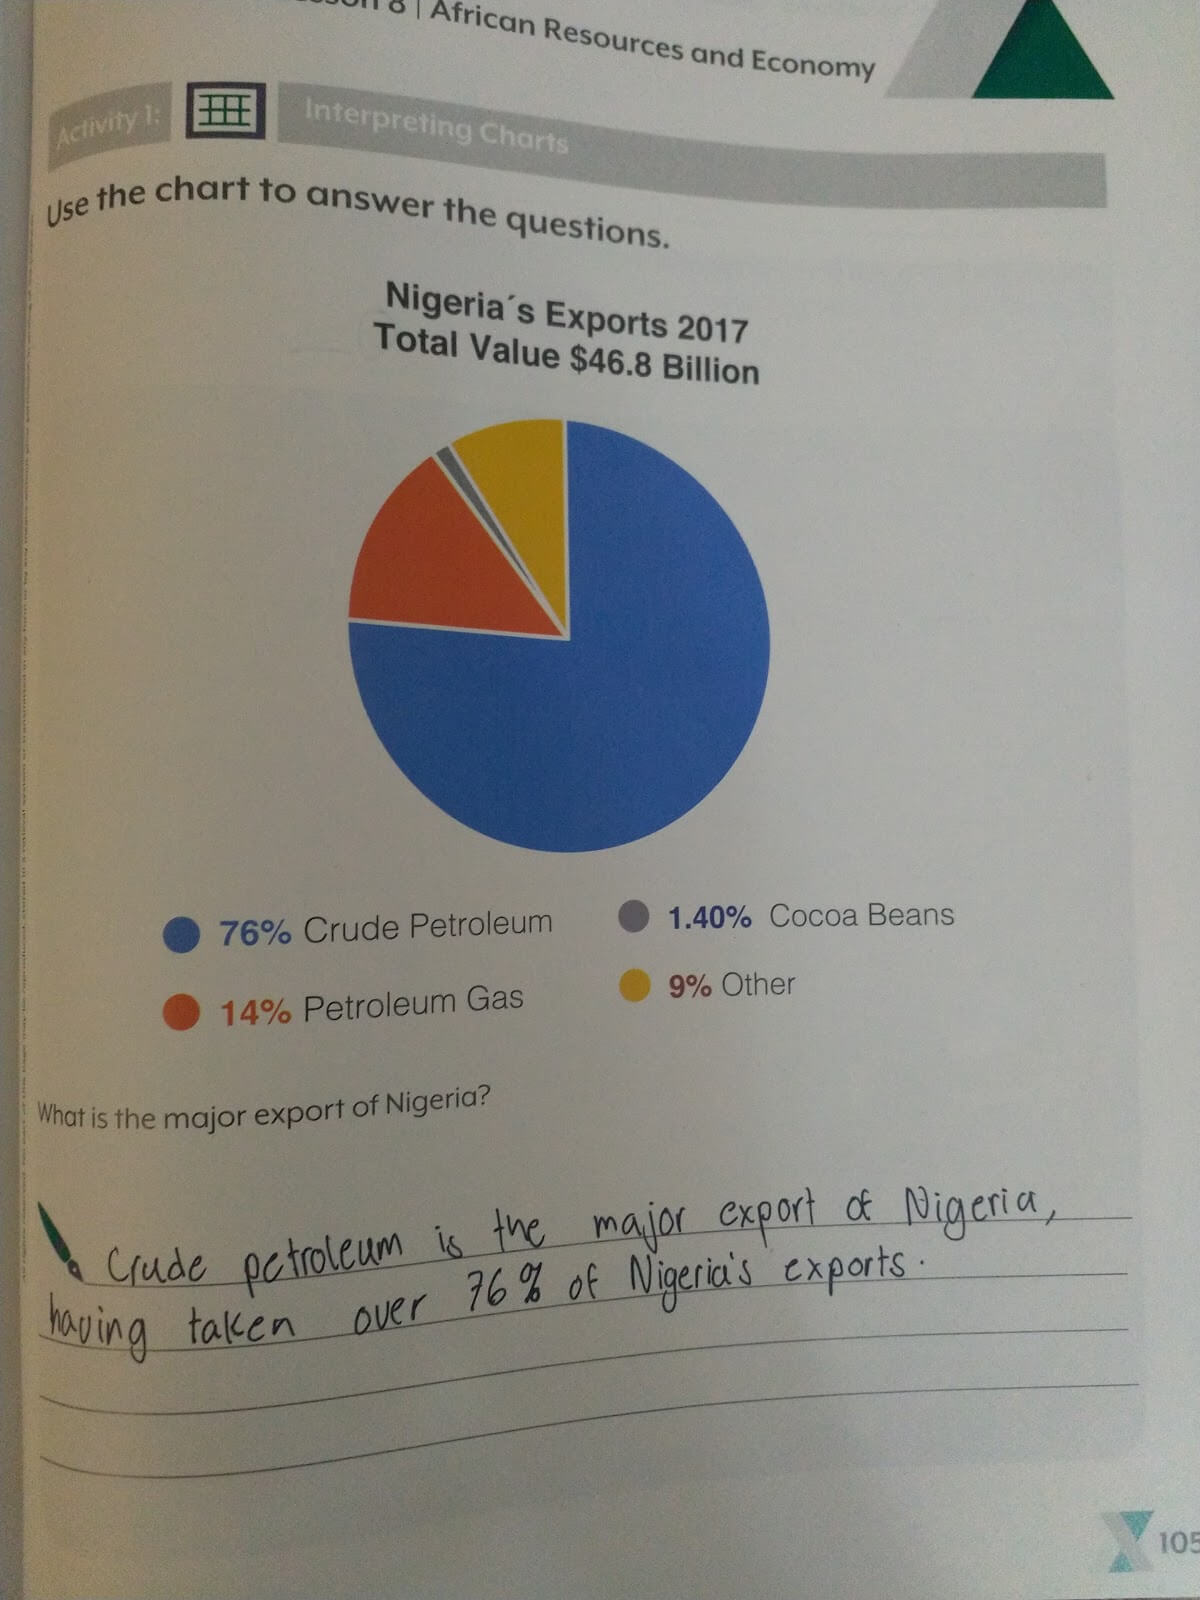 8 | African Resources and Economy
Activity 1:
Interpreting Charts
Use the chart to answer the questions.
Nigeria´s Exports 2017
Total Value $46.8 Billion
76% Crude Petroleum
1.40% Cocoa Beans
14% Petroleum Gas
9% Other
What is the major export of Nigeria?
Crude petroleum is the major export of Nigeria,
having taken over 76% of Nigeria's exports.
105